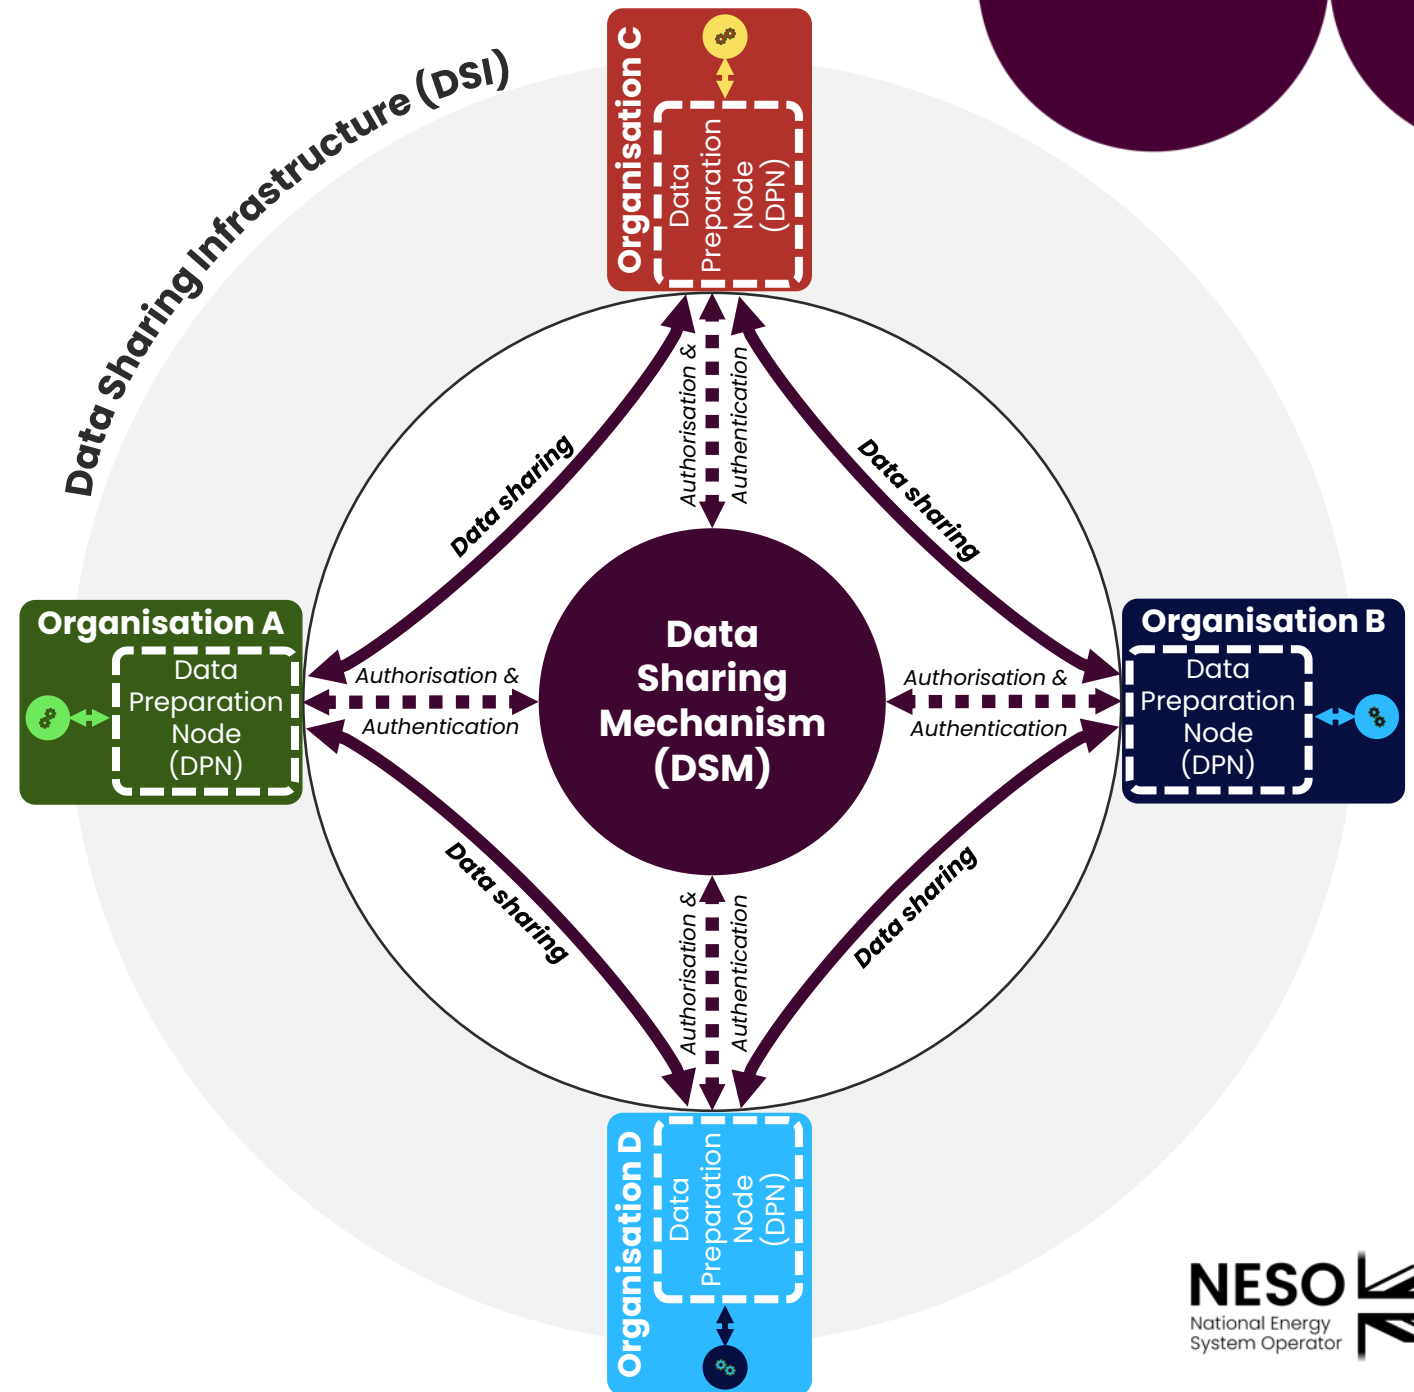 Data Sharing Infrastructure (DSI)
Organisation C
Data
Preparation
Node
(DPN)
Authorisation &
Authentication
Data sharing
Data sharing
Organisation A
Data
Preparation
Node
(DPN)
Authorisation &
Authentication
Data
Sharing
Mechanism
(DSM)
Authorisation &
Authentication
Organisation B
Data
Preparation
Node
(DPN)
Data sharing
Data sharing
Authorisation &
Authentication
Organisation D
Data
Preparation
Node
(DPN)
NESO
National Energy
System Operator